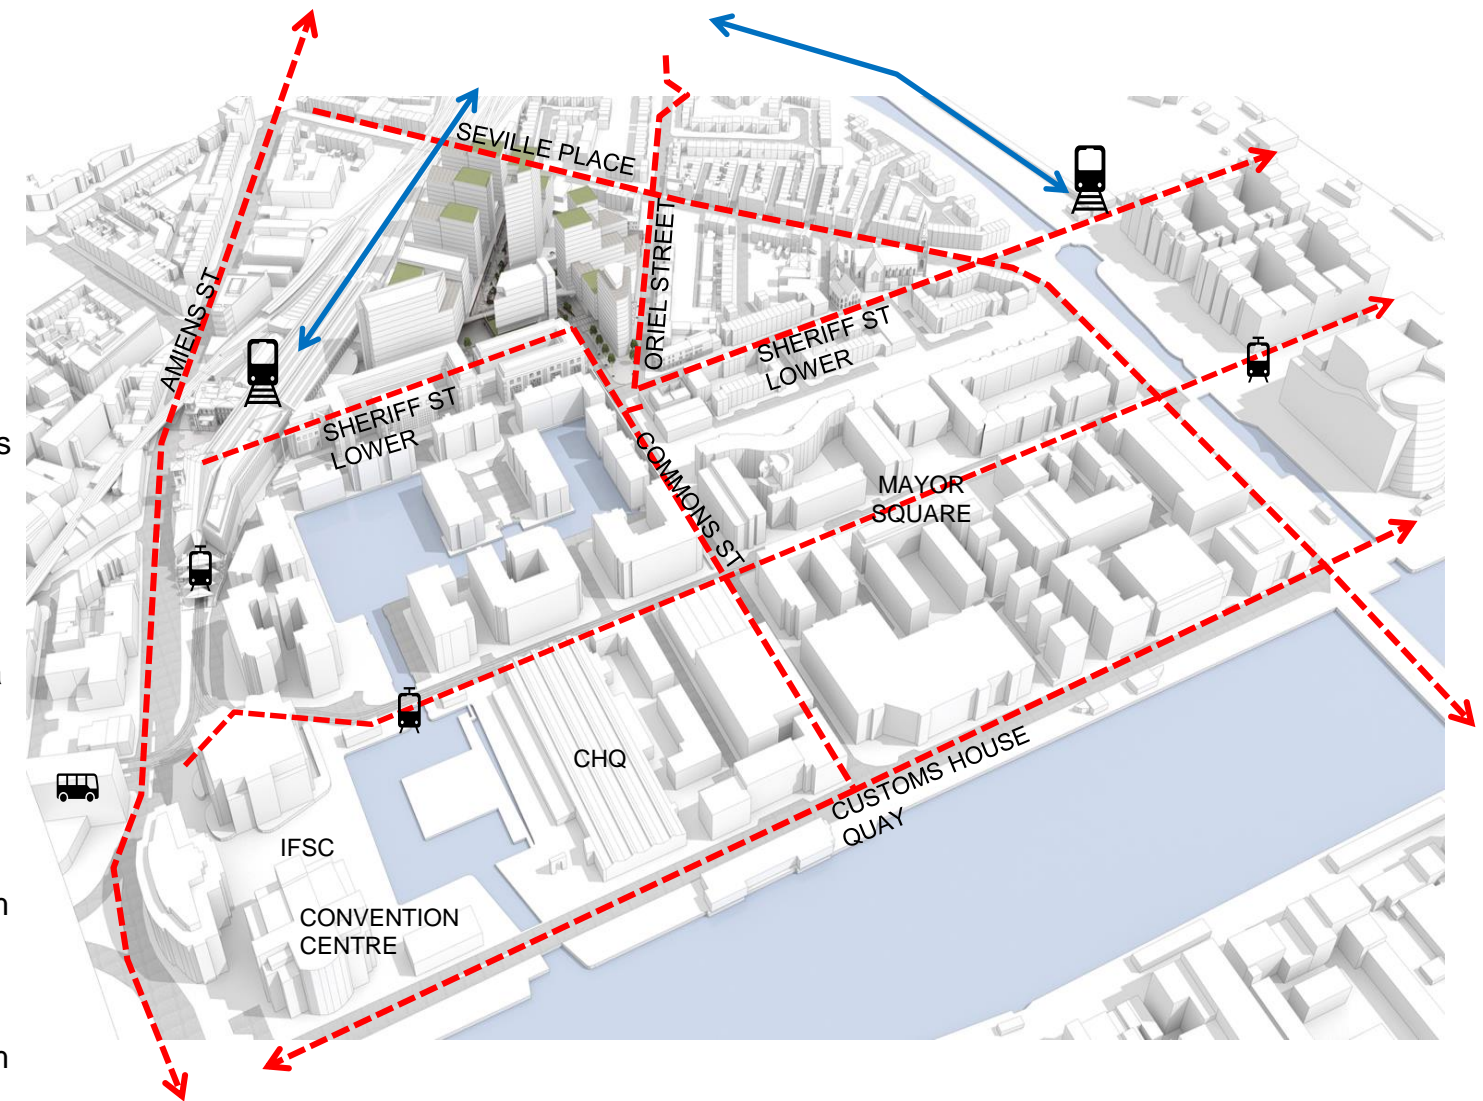 SEVILLE PLACE
AMIENS ST
ORIEL STREET
SHERIFF ST
LOWER
SHERIFF ST
LOWER
s
COMMONS ST
MAYOR
SQUARE
CHQ
CUSTOMS HOUSE
QUAY
IFSC
CONVENTION
CENTRE